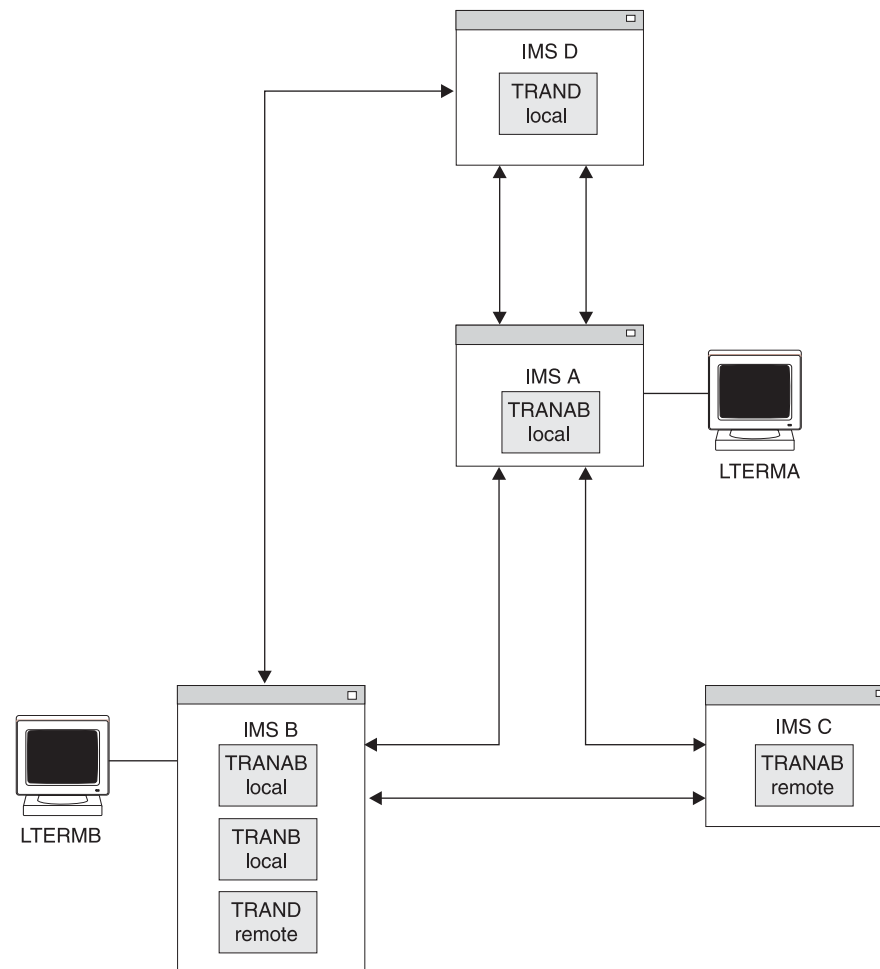 IMS D
TRAND
local
IMS A
TRANAB
local
LTERMA
IMS B
TRANAB
local
TRANB
local
TRAND
remote
LTERMB
IMS C
TRANAB
remote